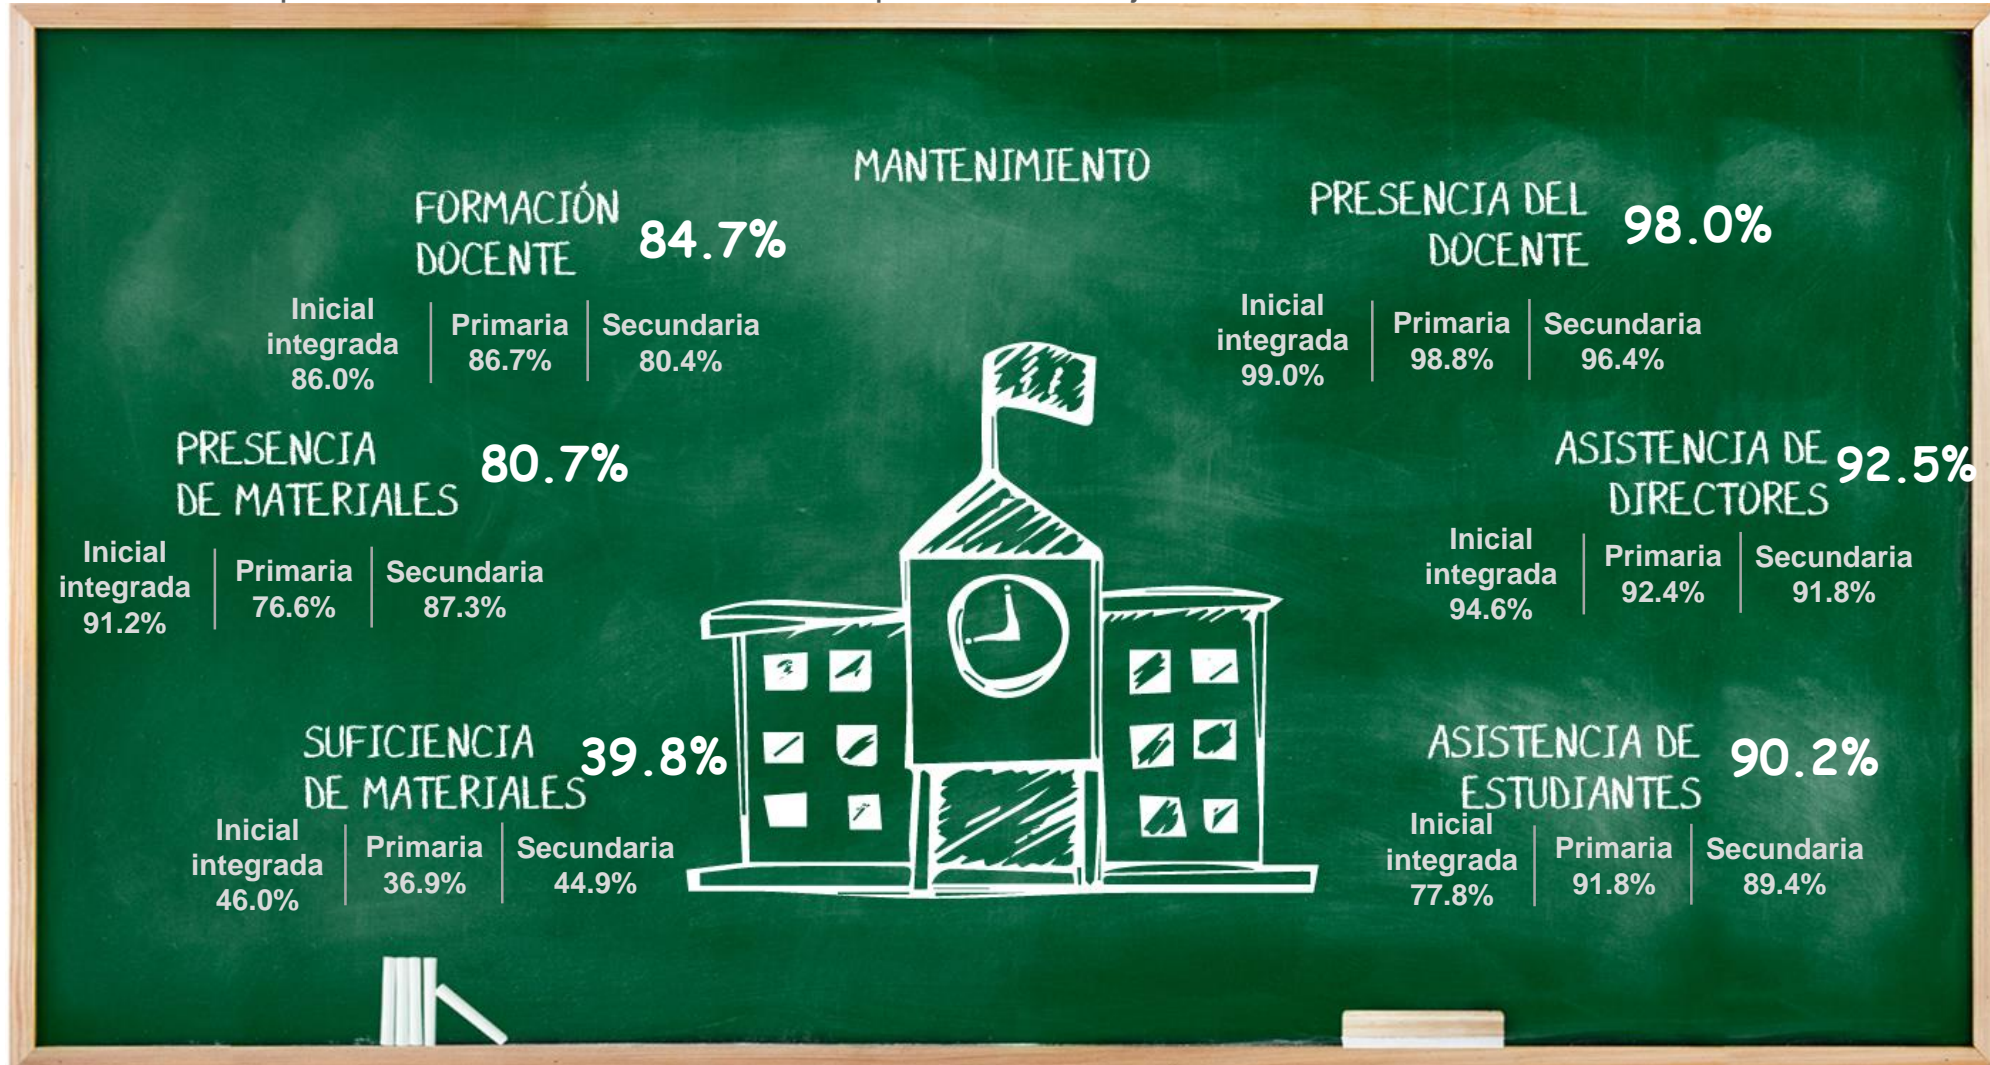 MANTENIMIENTO
FORMACIÓN
DOCENTE
84.7%
Inicial
integrada
86.0%
Primaria
86.7%
Secundaria
80.4%
PRESENCIA DEL
DOCENTE
98.0%
Inicial
integrada
99.0%
Primaria
98.8%
Secundaria
96.4%
PRESENCIA
DE MATERIALES
80.7%
Inicial
integrada
91.2%
Primaria
76.6%
Secundaria
87.3%
ASISTENCIA DE
DIRECTORES
92.5%
Inicial
integrada
94.6%
Primaria
92.4%
Secundaria
91.8%
SUFICIENCIA
DE MATERIALES
39.8%
Inicial
integrada
46.0%
Primaria
36.9%
Secundaria
44.9%
ASISTENCIA DE
ESTUDIANTES
90.2%
Inicial
integrada
77.8%
Primaria
91.8%
Secundaria
89.4%